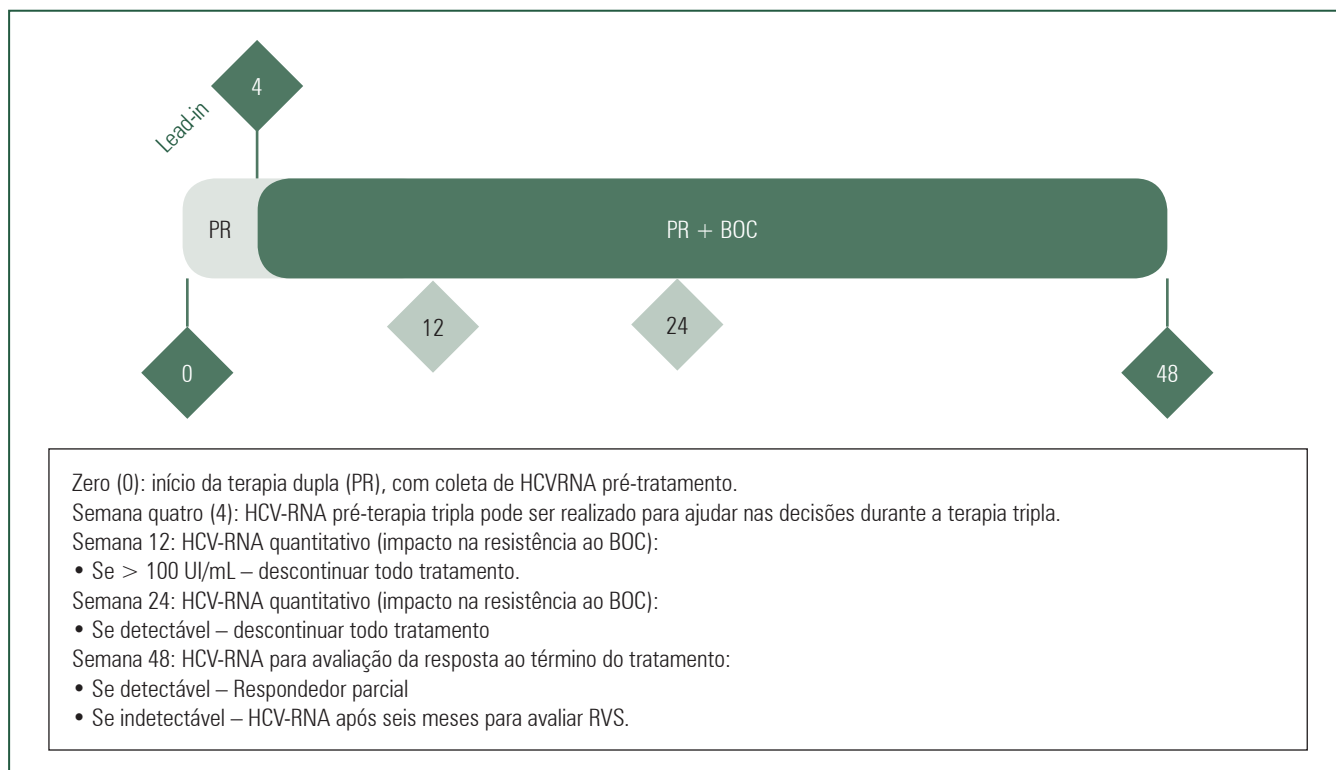 Lead-in
4
PR
PR + BOC
12
24
0
48
Zero (0): início da terapia dupla (PR), com coleta de HCVRNA pré-tratamento.
Semana quatro (4): HCV-RNA pré-terapia tripla pode ser realizado para ajudar nas decisões durante a terapia tripla.
Semana 12: HCV-RNA quantitativo (impacto na resistência ao BOC):
• Se > 100 UI/mL – descontinuar todo tratamento.
Semana 24: HCV-RNA quantitativo (impacto na resistência ao BOC):
• Se detectável – descontinuar todo tratamento
Semana 48: HCV-RNA para avaliação da resposta ao término do tratamento:
• Se detectável – Respondedor parcial
• Se indetectável – HCV-RNA após seis meses para avaliar RVS.